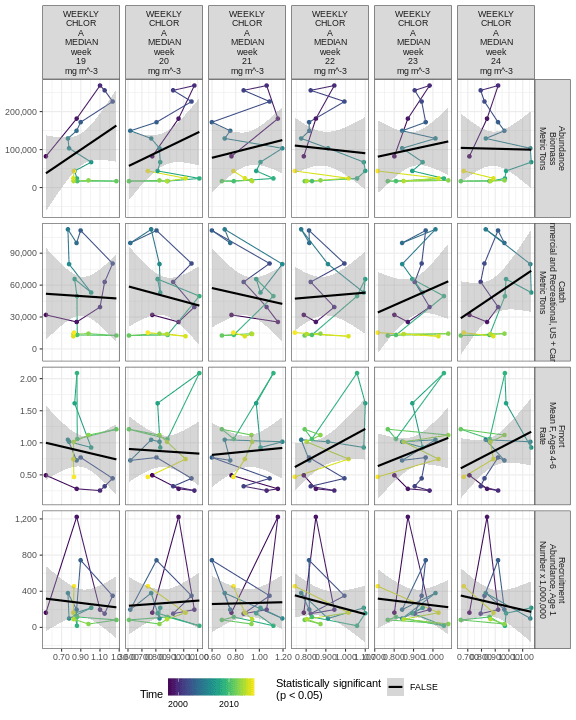 WEEKLY
CHLOR
A
MEDIAN
week
19
mg m^-3
WEEKLY
CHLOR
A
MEDIAN
week
20
mg m^-3
WEEKLY
CHLOR
A
MEDIAN
week
21
mg m^-3
WEEKLY
CHLOR
A
MEDIAN
week
22
mg m^-3
WEEKLY
CHLOR
A
MEDIAN
week
23
mg m^-3
WEEKLY
CHLOR
A
MEDIAN
week
24
mg m^-3
200,000
100,000
0
Abundance
Biomass
Metric Tons
90,000
60,000
30,000
0
Catch
mmercial and Recreational, US + Can
Metric Tons
2.00
1.50
1.00
0.50
Fmort
Mean F, Ages 4-6
Rate
1,200
800
400
0
Recruitment
Abundance, Age 1
Number x 1,000,000
0.70 0.90 1.10
0.80 1.00 1.20
Time
2000 2010
Statistically significant
(p < 0.05)
FALSE